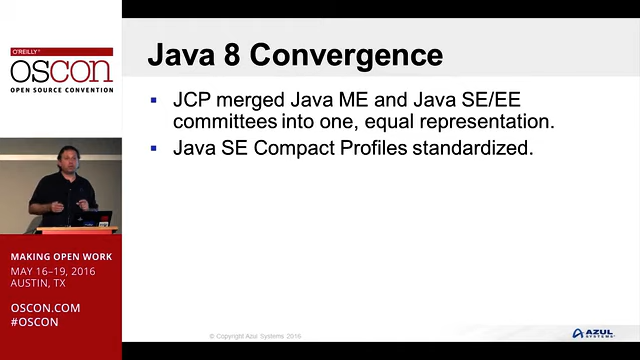 O'REILLY
OSCON
OPEN SOURCE CONVENTION
MAKING OPEN WORK
MAY 16–19, 2016
AUSTIN, TX
OSCON.COM
#OSCON
Java 8 Convergence
JCP merged Java ME and Java SE/EE
committees into one, equal representation.
Java SE Compact Profiles standardized.
© Copyright Azul Systems 2016
AZUL
SYSTEMS